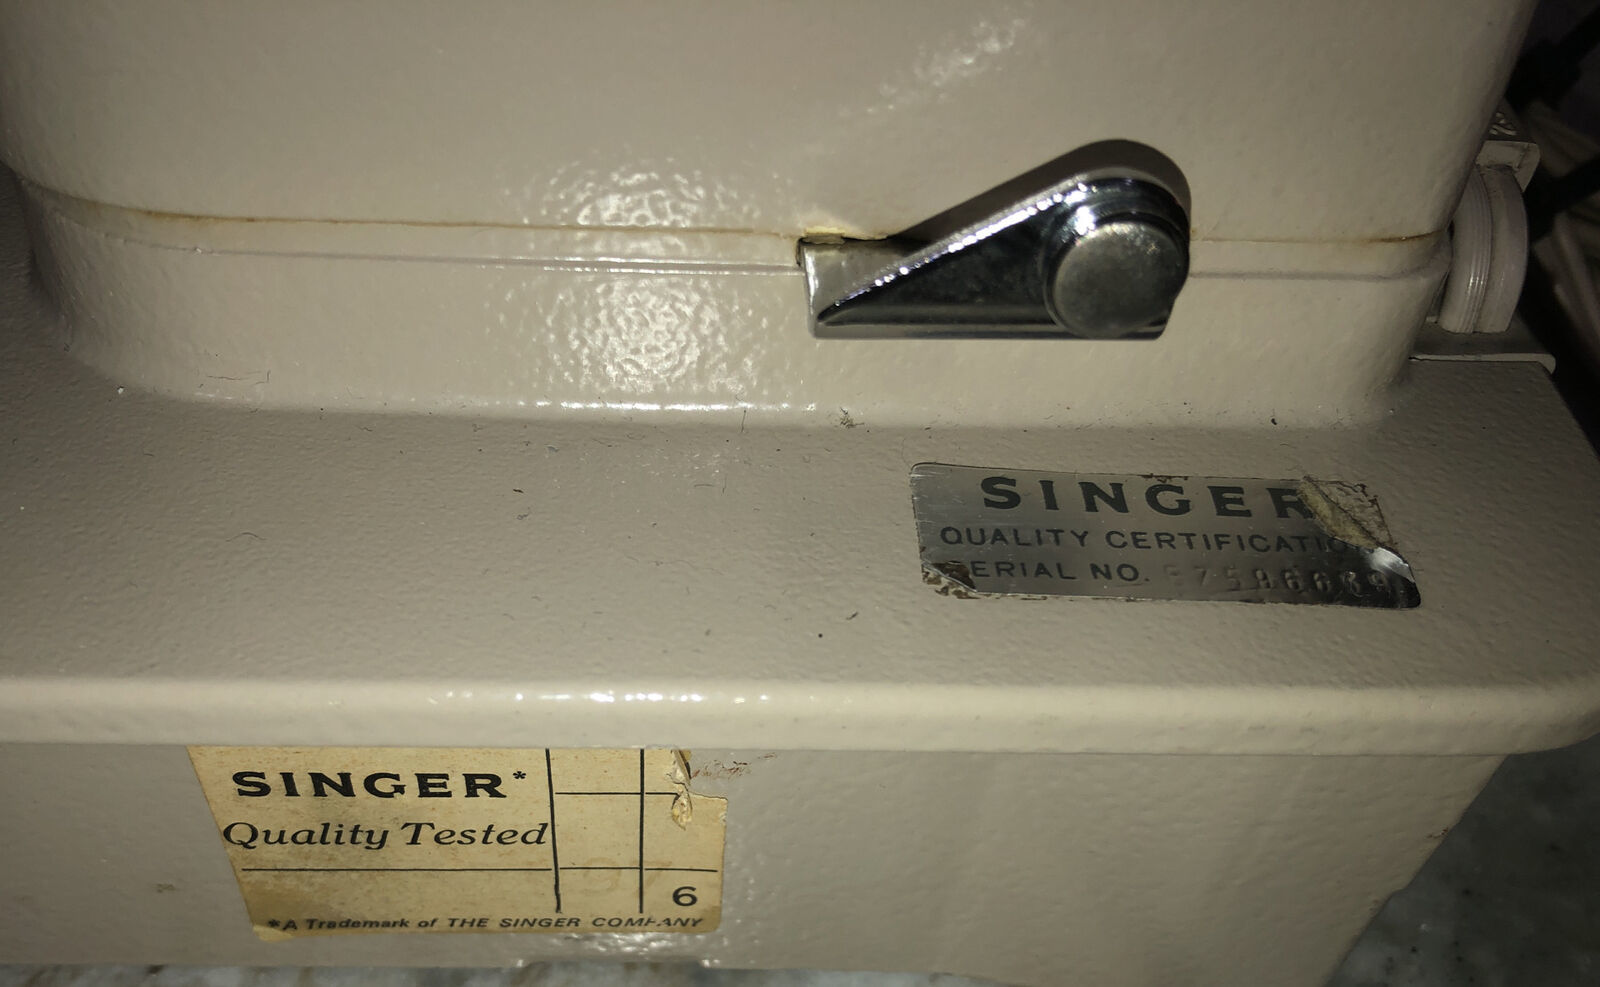 SINGER
QUALITY CERTIFICATIO
ERIAL NO.
SINGER*
Quality Tested
6
*A Trademark of THE SINGER COMPANY